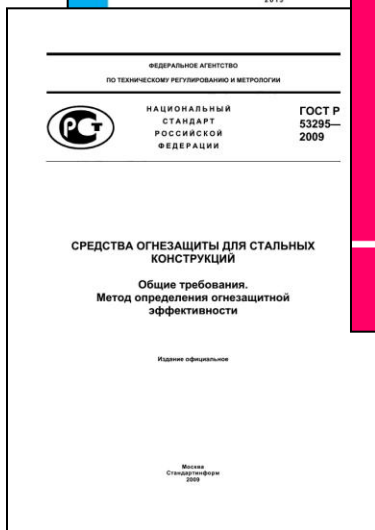 2019
ФЕДЕРАЛЬНОЕ АГЕНТСТВО
ПО ТЕХНИЧЕСКОМУ РЕГУЛИРОВАНИЮ И МЕТРОЛОГИИ
НАЦИОНАЛЬНЫЙ
СТАНДАРТ
РОССИЙСКОЙ
ФЕДЕРАЦИИ
ГОСТ Р
53295—
2009
СРЕДСТВА ОГНЕЗАЩИТЫ ДЛЯ СТАЛЬНЫХ
КОНСТРУКЦИЙ
Общие требования.
Метод определения огнезащитной
эффективности
Издание официальное
Москва
Стандартинформ
2009